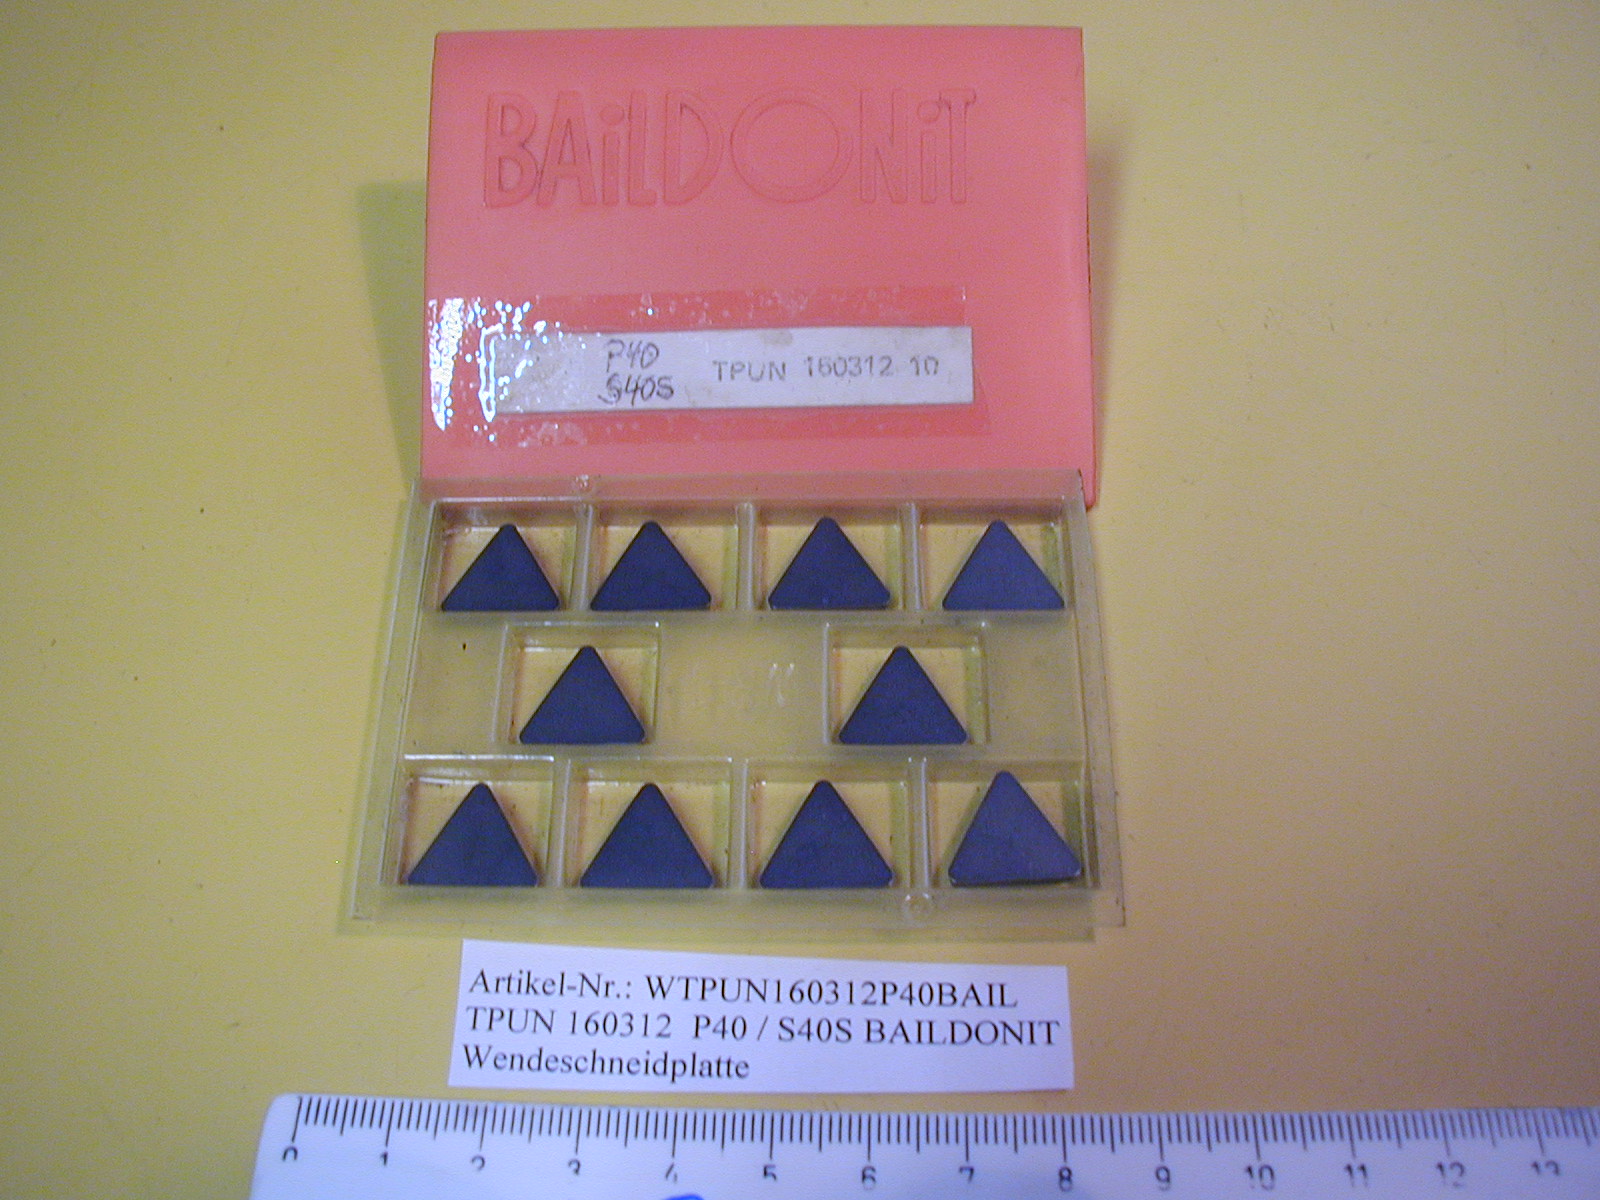 BAiLDONiT
P40
S40S
TPUN 160312 10
Artikel-Nr.: WTPUN160312P40BAIL
TPUN 160312 P40 / S40S BAILDONIT
Wendeschneidplatte
0 1 2 3 4 5 6 7 8 9 10 11 12 13